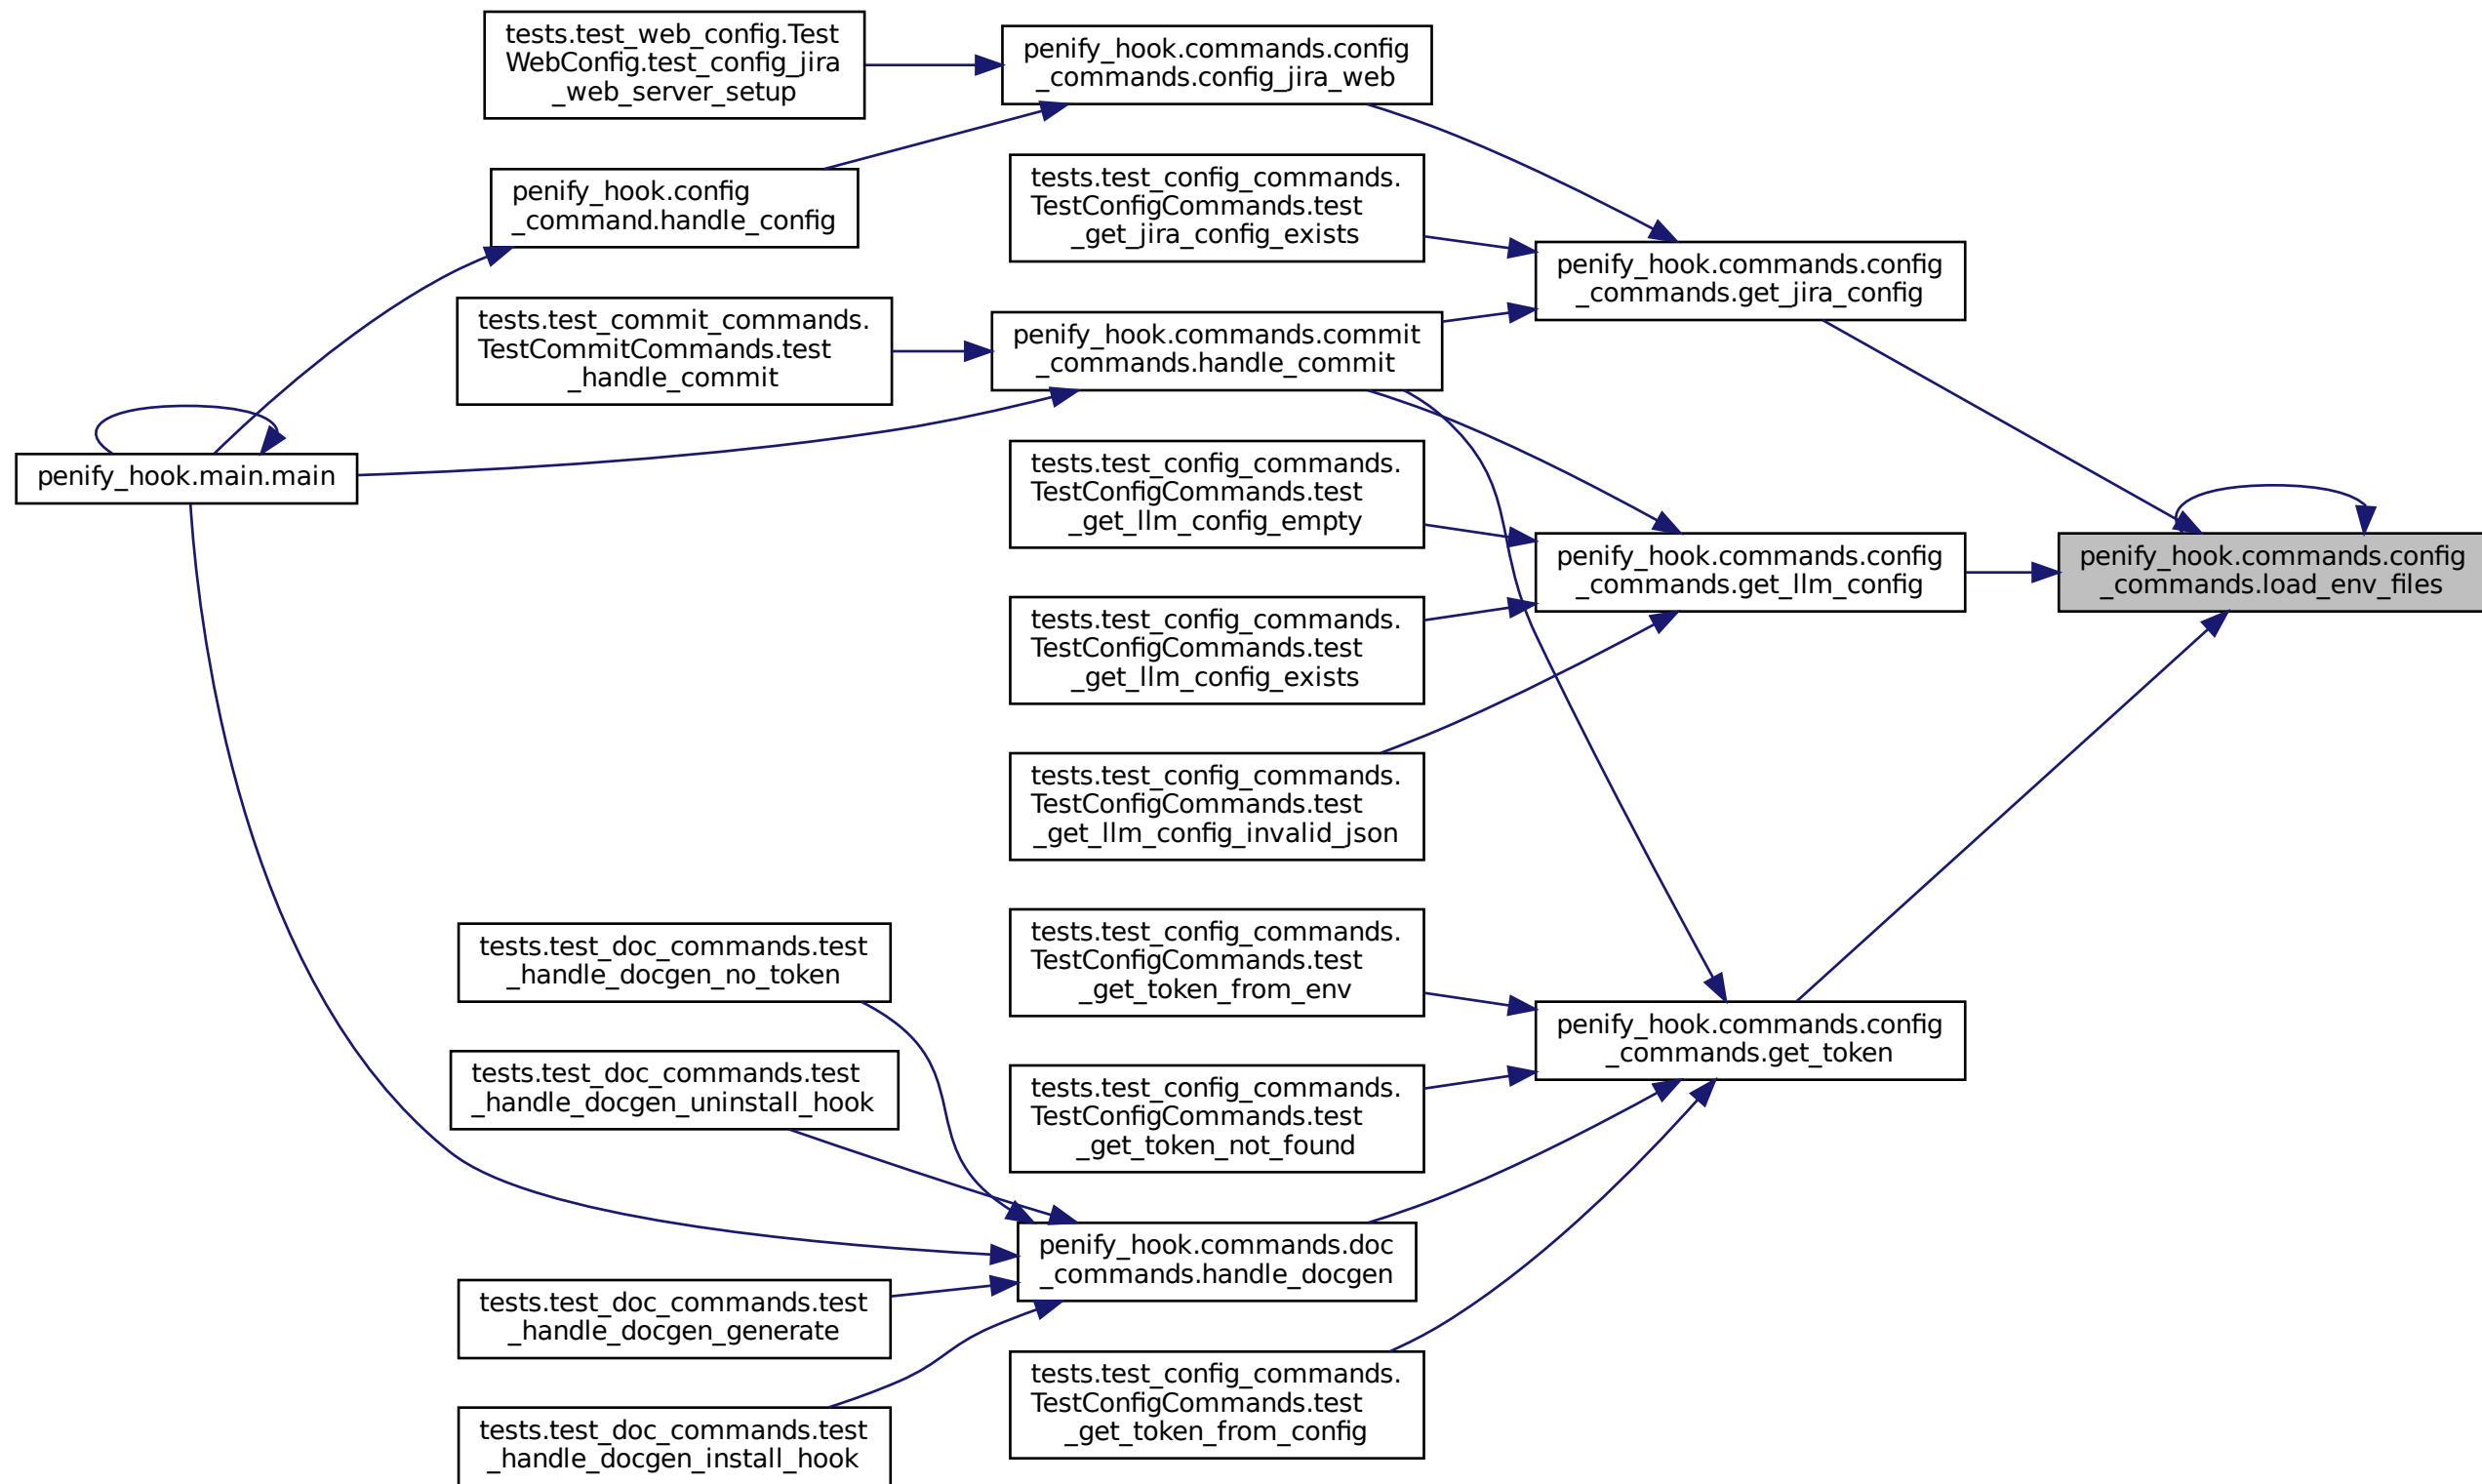 tests.test_web_config.Test
WebConfig.test_config_jira
_web_server_setup
penify_hook.commands.config
_commands.config_jira_web
penify_hook.config
_command.handle_config
tests.test_config_commands.
TestConfigCommands.test
_get_jira_config_exists
penify_hook.commands.config
_commands.get_jira_config
tests.test_commit_commands.
TestCommitCommands.test
_handle_commit
penify_hook.commands.commit
_commands.handle_commit
penify_hook.main.main
tests.test_config_commands.
TestConfigCommands.test
_get_llm_config_empty
penify_hook.commands.config
_commands.get_llm_config
penify_hook.commands.config
_commands.load_env_files
tests.test_config_commands.
TestConfigCommands.test
_get_llm_config_exists
tests.test_config_commands.
TestConfigCommands.test
_get_llm_config_invalid_json
tests.test_doc_commands.test
_handle_docgen_no_token
tests.test_config_commands.
TestConfigCommands.test
_get_token_from_env
penify_hook.commands.config
_commands.get_token
tests.test_doc_commands.test
_handle_docgen_uninstall_hook
tests.test_config_commands.
TestConfigCommands.test
_get_token_not_found
penify_hook.commands.doc
_commands.handle_docgen
tests.test_doc_commands.test
_handle_docgen_generate
tests.test_config_commands.
TestConfigCommands.test
_get_token_from_config
tests.test_doc_commands.test
_handle_docgen_install_hook